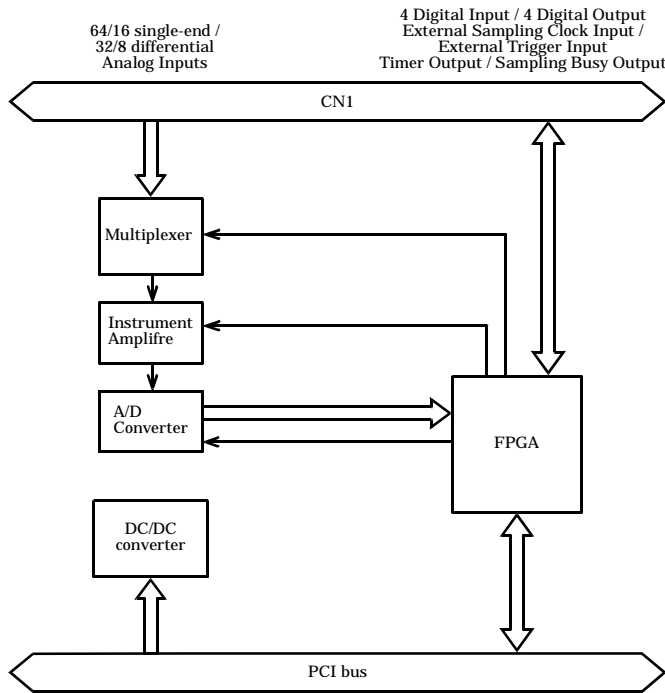 64/16 single-end /
32/8 differential
Analog Inputs
4 Digital Input / 4 Digital Output
External Sampling Clock Input /
External Trigger Input
Timer Output / Sampling Busy Output
CN1
Multiplexer
Instrument
Amplifre
A/D
Converter
FPGA
DC/DC
converter
PCI bus